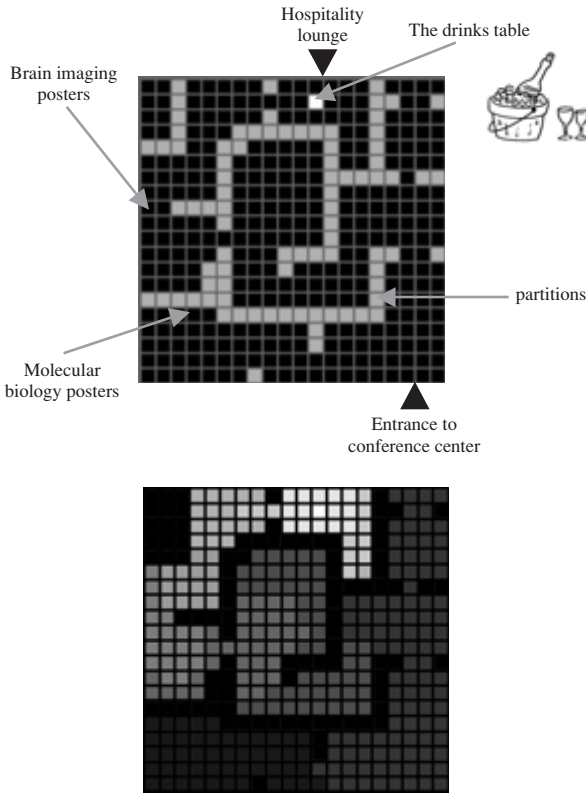 Hospitality
lounge
The drinks table
Brain imaging
posters
partitions
Molecular
biology posters
Entrance to
conference center